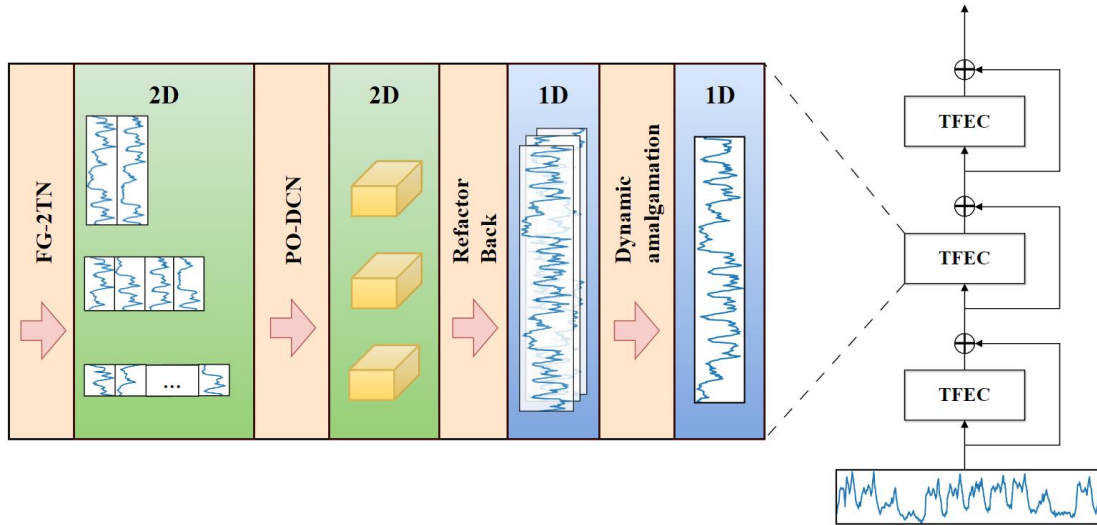 FG-2TN
2D
...
PO-DCN
2D
Refactor
Back
1D
Dynamic
amalgamation
1D
TFEC
TFEC
TFEC